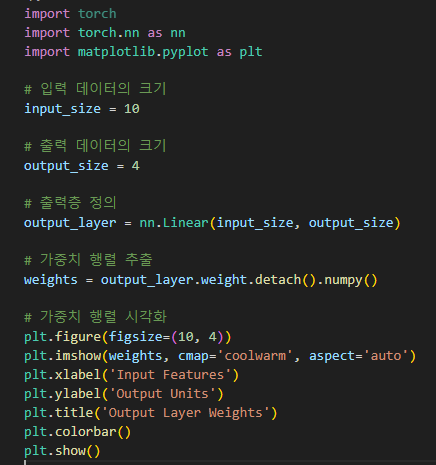 import torch
import torch.nn as nn
import matplotlib.pyplot as plt
# 입력 데이터의 크기
input_size = 10
# 출력 데이터의 크기
output_size = 4
# 출력층 정의
output_layer = nn.Linear(input_size, output_size)
# 가중치 행렬 추출
weights = output_layer.weight.detach().numpy()
# 가중치 행렬 시각화
plt.figure(figsize=(10, 4))
plt.imshow(weights, cmap='coolwarm', aspect='auto')
plt.xlabel('Input Features')
plt.ylabel('Output Units')
plt.title('Output Layer Weights')
plt.colorbar()
plt.show()